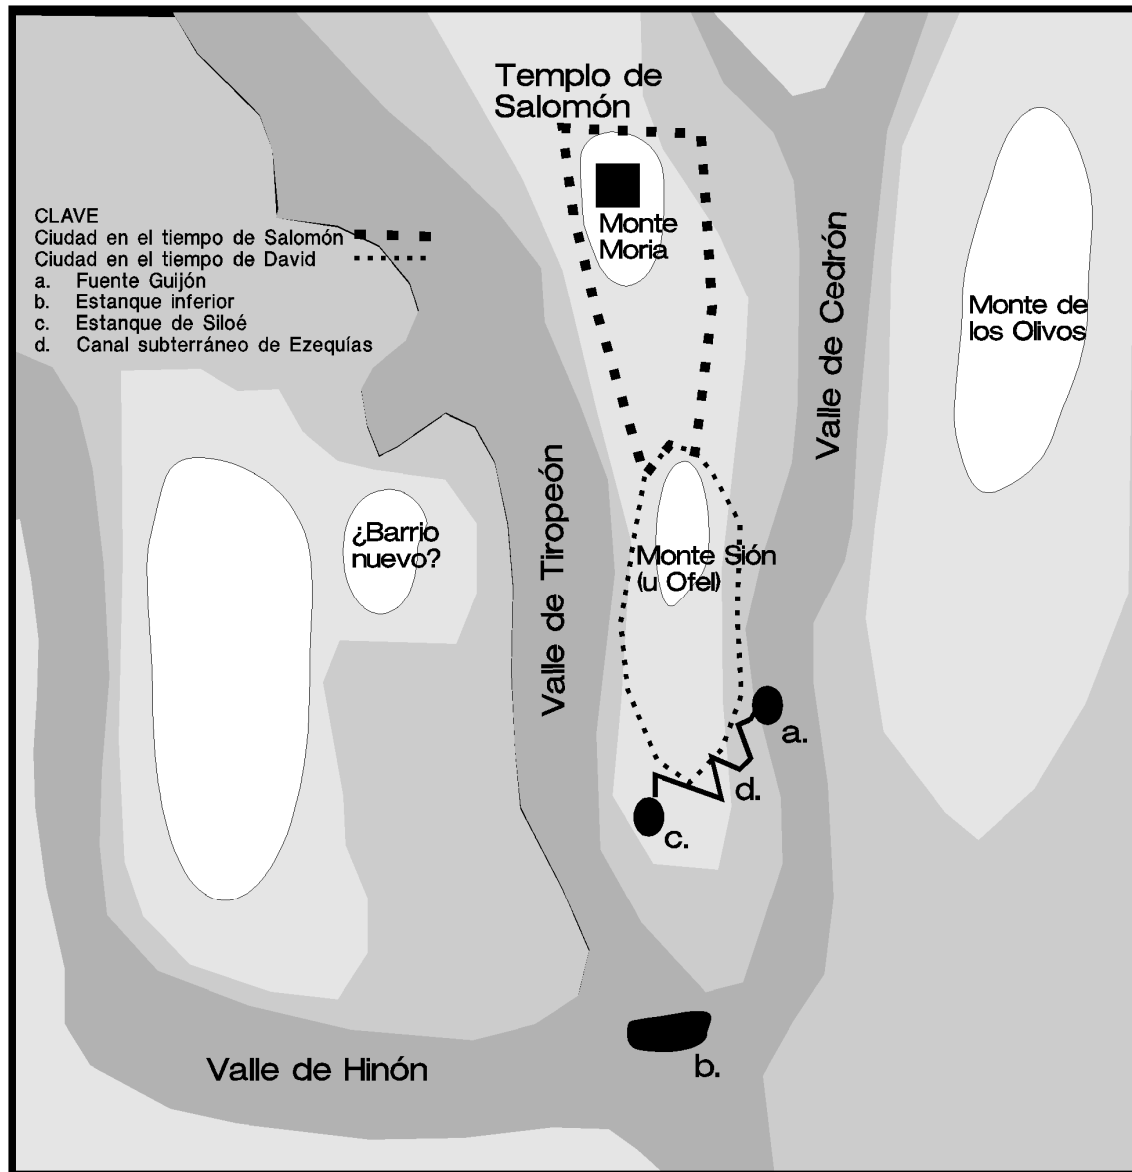 Templo de
Salomón
Monte
Moria
CLAVE
Ciudad en el tiempo de Salomón
Ciudad en el tiempo de David
a. Fuente Guijón
b. Estanque inferior
c. Estanque de Siloé
d. Canal subterráneo de Ezequías
Valle de Cedrón
Monte de
los Olivos
¿Barrio
nuevo?
Valle de Tiropeón
Monte Sión
(u Ofel)
a.
d.
c.
b.
Valle de Hinón